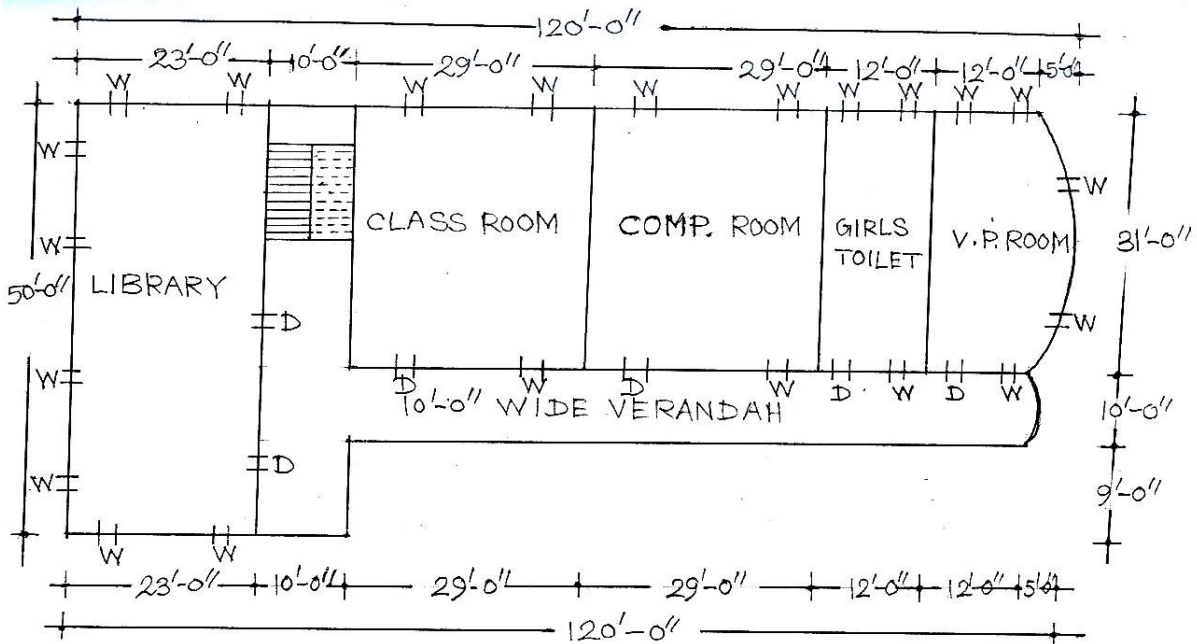 120'-0"
23'-0" 10'-0" 29'-0" 29'-0" 12'-0" 12'-0" 5'-0"
W W W W W W W W W W
W
W
W
CLASS ROOM COMP. ROOM GIRLS TOILET V.P. ROOM 31'-0"
50'-0" LIBRARY
D W
W D W D W D W D W
10'-0" WIDE VERANDAH 10'-0"
D
W 9'-0"
W W
23'-0" 10'-0" 29'-0" 29'-0" 12'-0" 12'-0" 5'-0"
120'-0"